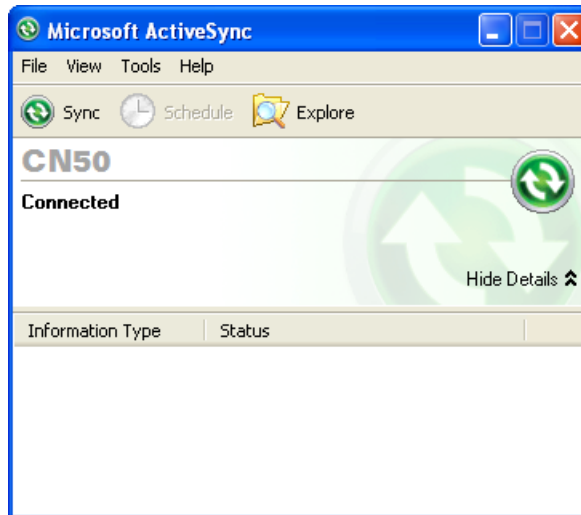 Microsoft ActiveSync
File View Tools Help
Sync Schedule Explore
CN50
Connected
Hide Details
Information Type Status